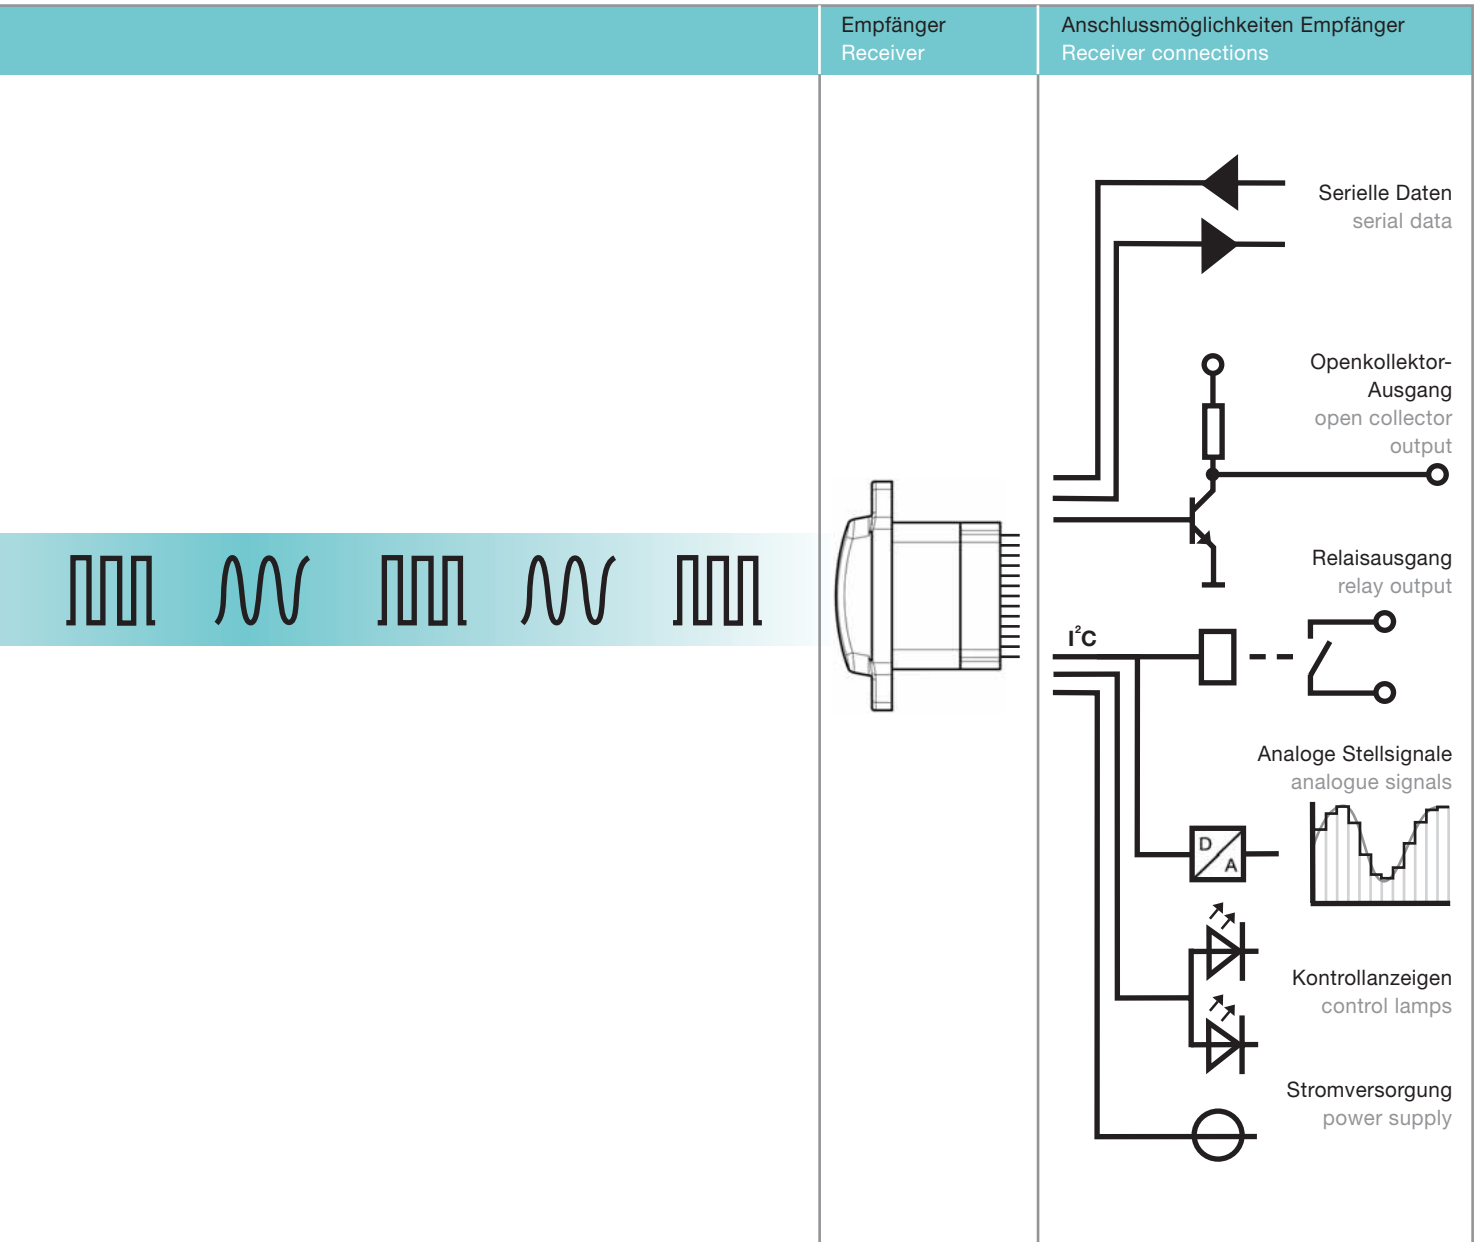 Empfänger
Receiver
Anschlussmöglichkeiten Empfänger
Receiver connections
Serielle Daten
serial data
Openkollektor-
Ausgang
open collector
output
Relaisausgang
relay output
I²C
Analoge Stellsignale
analogue signals
D
A
Kontrollanzeigen
control lamps
Stromversorgung
power supply